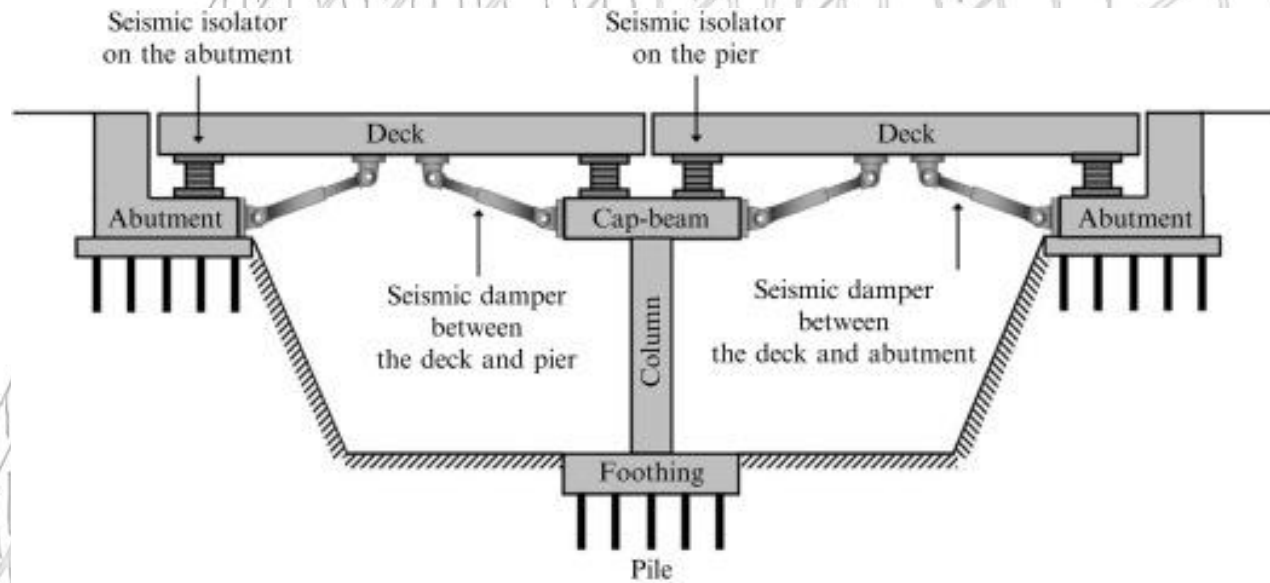 Seismic isolator
on the abutment
Seismic isolator
on the pier
Deck
Deck
Abutment
Cap-beam
Abutment
Seismic damper
between
the deck and pier
Seismic damper
between
the deck and abutment
Column
Foothing
Pile